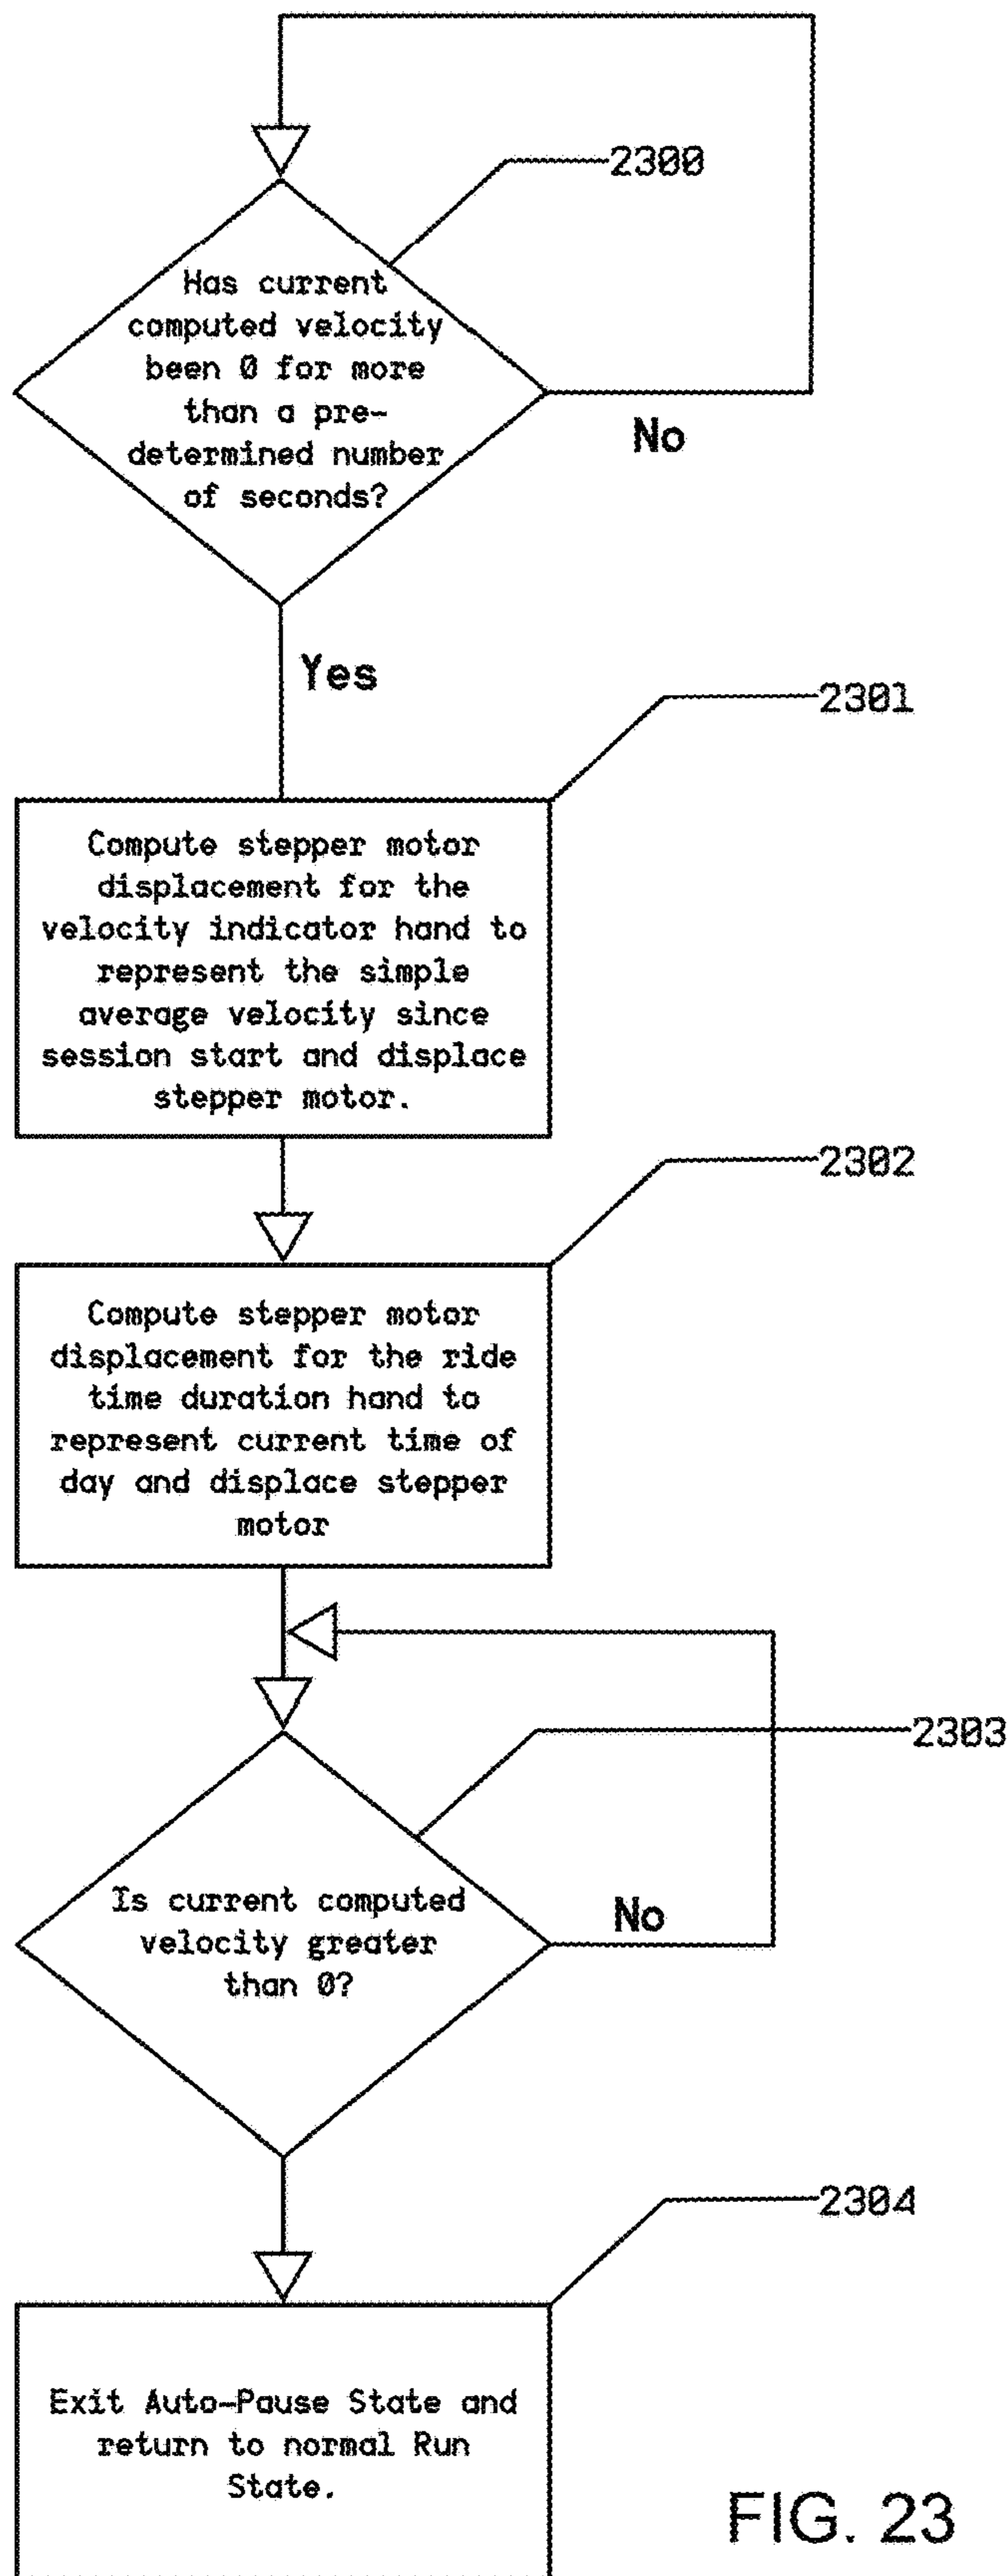 2300
Has current
computed velocity
been 0 for more
than a pre-
determined number
of seconds?
No
Yes
2301
Compute stepper motor
displacement for the
velocity indicator hand to
represent the simple
average velocity since
session start and displace
stepper motor.
2302
Compute stepper motor
displacement for the ride
time duration hand to
represent current time of
day and displace stepper
motor
2303
Is current computed
velocity greater
than 0?
No
2304
Exit Auto-Pause State and
return to normal Run
State.
FIG. 23